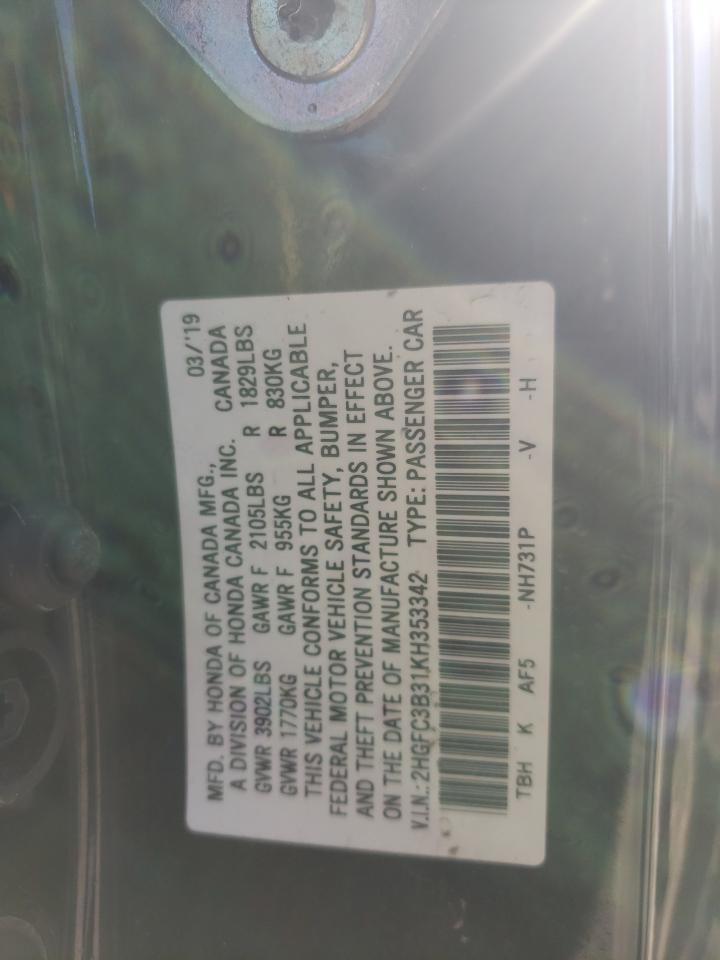 MFD. BY HONDA OF CANADA MFG., 03/'19
A DIVISION OF HONDA CANADA INC. CANADA
GVWR 3902LBS GAWR F 2105LBS R 1829LBS
GVWR 1770KG GAWR F 955KG R 830KG
THIS VEHICLE CONFORMS TO ALL APPLICABLE
FEDERAL MOTOR VEHICLE SAFETY, BUMPER,
AND THEFT PREVENTION STANDARDS IN EFFECT
ON THE DATE OF MANUFACTURE SHOWN ABOVE.
V.I.N.: 2HGFC3B31KH353342 TYPE: PASSENGER CAR
TBH K AF5 -NH731P -V -H